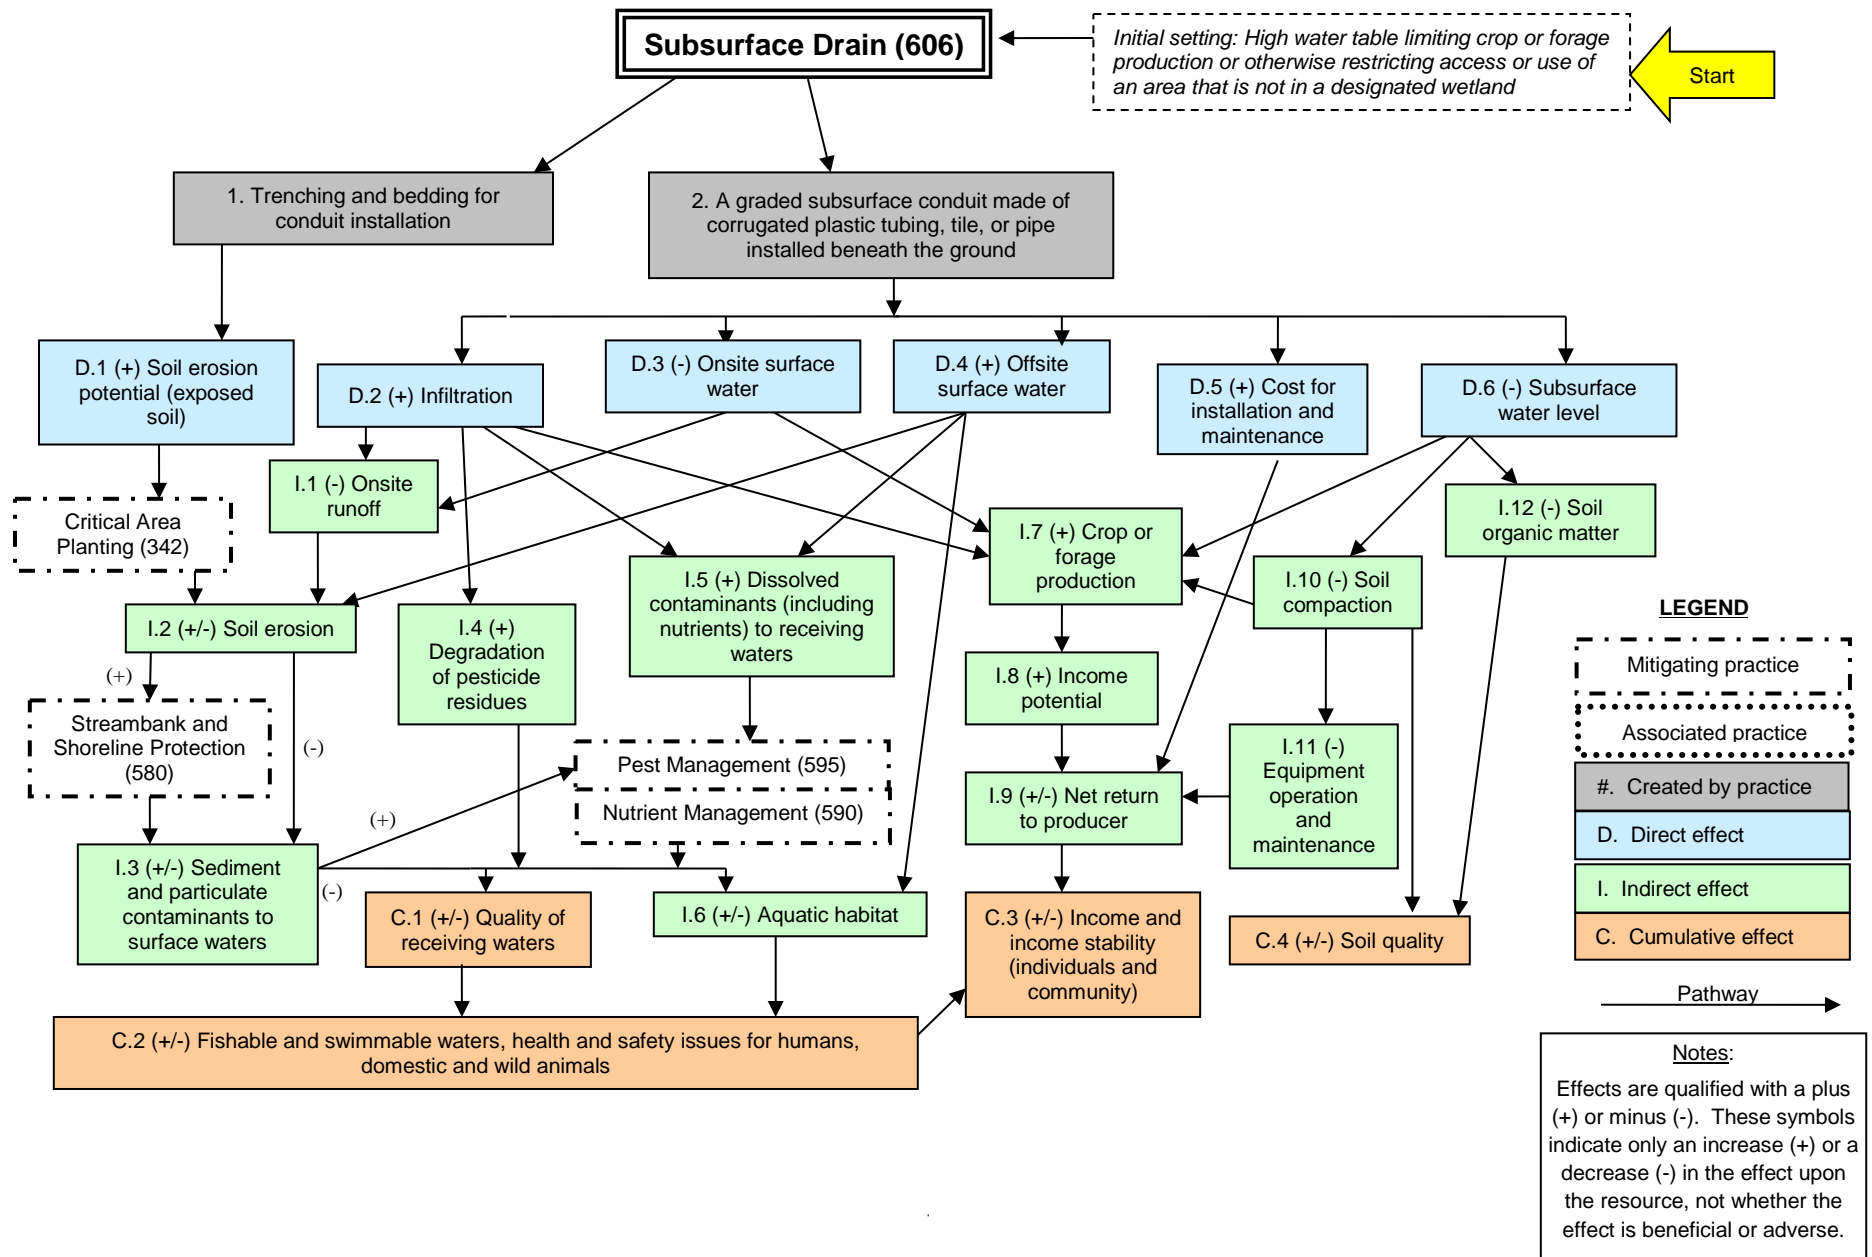 Subsurface Drain (606)
Initial setting: High water table limiting crop or forage
production or otherwise restricting access or use of
an area that is not in a designated wetland
Start
1. Trenching and bedding for
conduit installation
2. A graded subsurface conduit made of
corrugated plastic tubing, tile, or pipe
installed beneath the ground
D.1 (+) Soil erosion
potential (exposed
soil)
D.2 (+) Infiltration
D.3 (-) Onsite surface
water
D.4 (+) Offsite
surface water
D.5 (+) Cost for
installation and
maintenance
D.6 (-) Subsurface
water level
I.1 (-) Onsite
runoff
Critical Area
Planting (342)
I.2 (+/-) Soil erosion
(+)
(-)
Streambank and
Shoreline Protection
(580)
I.3 (+/-) Sediment
and particulate
contaminants to
surface waters
(+)
(-)
I.4 (+)
Degradation
of pesticide
residues
I.5 (+) Dissolved
contaminants (including
nutrients) to receiving
waters
Pest Management (595)
Nutrient Management (590)
C.1 (+/-) Quality of
receiving waters
I.6 (+/-) Aquatic habitat
C.2 (+/-) Fishable and swimmable waters, health and safety issues for humans,
domestic and wild animals
I.7 (+) Crop or
forage
production
I.8 (+) Income
potential
I.9 (+/-) Net return
to producer
C.3 (+/-) Income and
income stability
(individuals and
community)
I.10 (-) Soil
compaction
I.11 (-)
Equipment
operation
and
maintenance
I.12 (-) Soil
organic matter
C.4 (+/-) Soil quality
LEGEND
Mitigating practice
Associated practice
#. Created by practice
D. Direct effect
I. Indirect effect
C. Cumulative effect
Pathway
Notes:
Effects are qualified with a plus
(+) or minus (-). These symbols
indicate only an increase (+) or a
decrease (-) in the effect upon
the resource, not whether the
effect is beneficial or adverse.